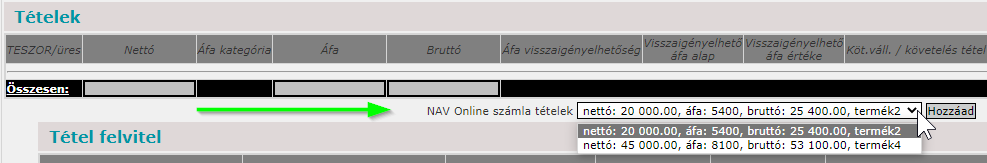 Tételek
TESZOR/üres Nettó Áfa kategória Áfa Bruttó Áfa visszaigényelhetőség Visszaigényelhető áfa alap Visszaigényelhető áfa értéke Köt.váll. / követelés tétel
Összesen:
NAV Online számla tételek nettó: 20 000.00, áfa: 5400, bruttó: 25 400.00, termék2 Hozzáad
nettó: 20 000.00, áfa: 5400, bruttó: 25 400.00, termék2
nettó: 45 000.00, áfa: 8100, bruttó: 53 100.00, termék4
Tétel felvitel